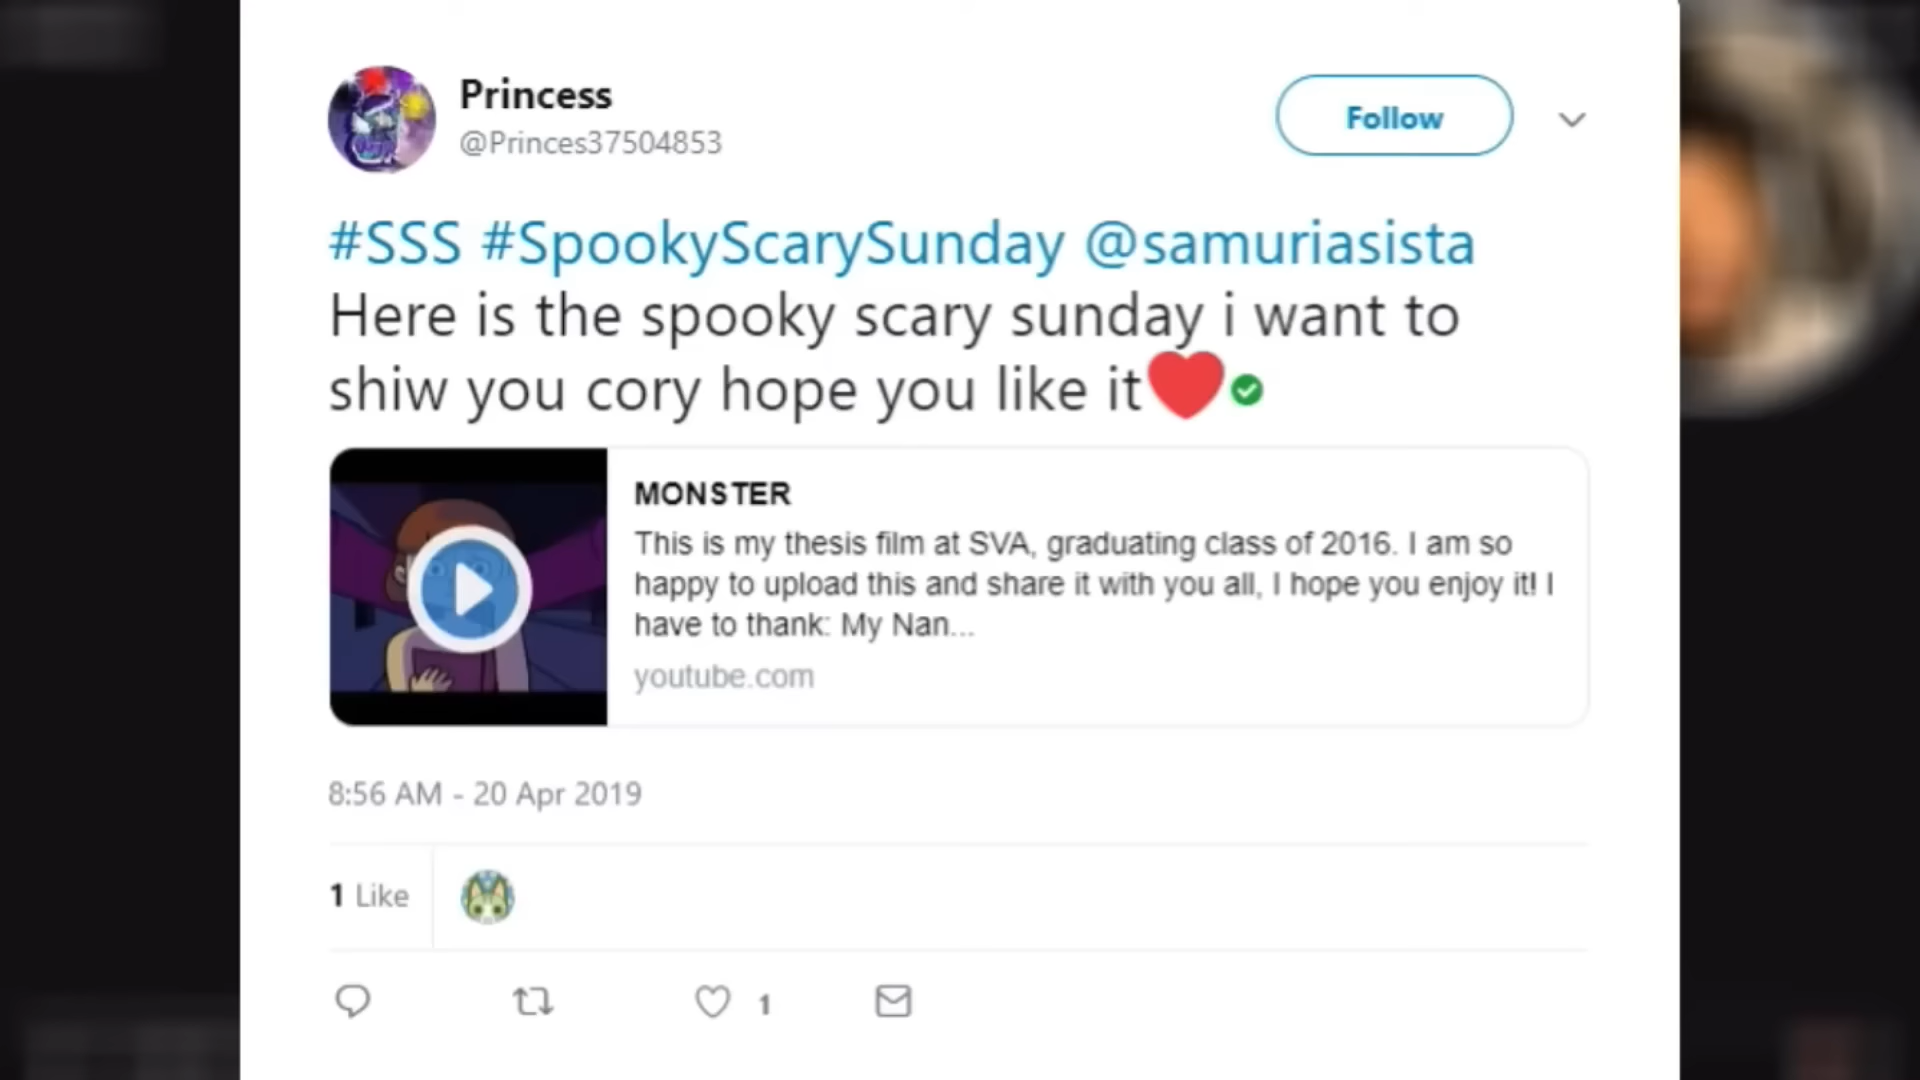 Princess
@Princes37504853
Follow
#SSS #SpookyScarySunday @samuriasista
Here is the spooky scary sunday i want to
shiw you cory hope you like it
MONSTER
This is my thesis film at SVA, graduating class of 2016. I am so
happy to upload this and share it with you all, I hope you enjoy it! I
have to thank: My Nan...
youtube.com
8:56 AM - 20 Apr 2019
1 Like
1